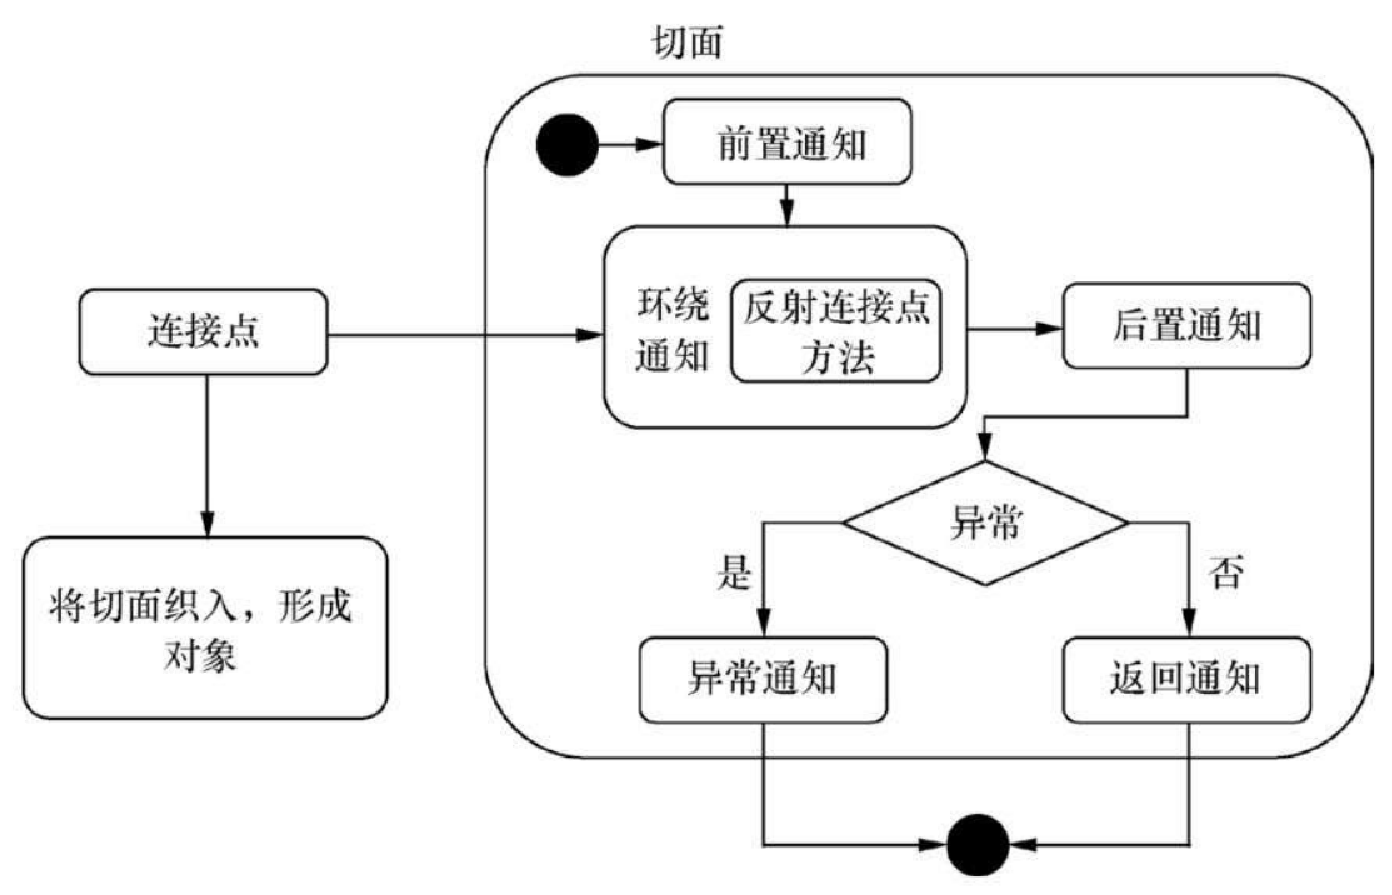 切面
前置通知
环绕
通知
反射连接点
方法
后置通知
连接点
异常
是
否
将切面织入，形成
对象
异常通知
返回通知